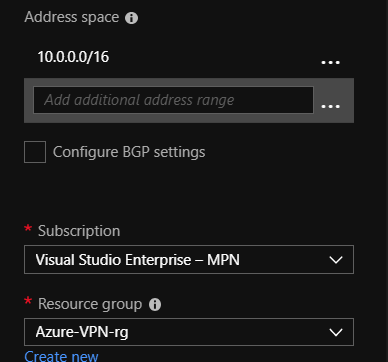 Address space
10.0.0.0/16
...
Add additional address range
...
Configure BGP settings
* Subscription
Visual Studio Enterprise – MPN
* Resource group
Azure-VPN-rg
Create new